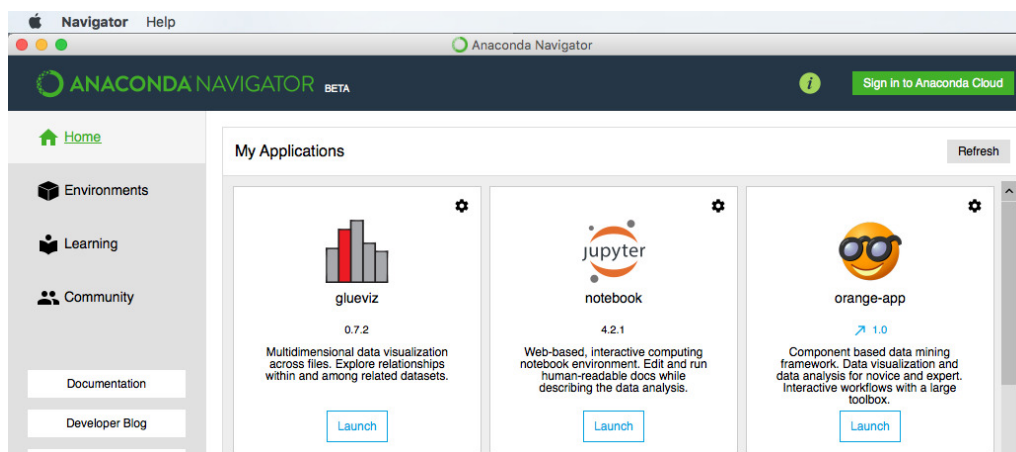 Navigator Help
Anaconda Navigator
ANACONDA NAVIGATOR BETA
i
Sign in to Anaconda Cloud
Home
Environments
Learning
Community
Documentation
Developer Blog
My Applications
Refresh
glueviz
0.7.2
Multidimensional data visualization
across files. Explore relationships
within and among related datasets.
Launch
jupyter
notebook
4.2.1
Web-based, interactive computing
notebook environment. Edit and run
human-readable docs while
describing the data analysis.
Launch
orange-app
1.0
Component based data mining
framework. Data visualization and
data analysis for novice and expert.
Interactive workflows with a large
toolbox.
Launch